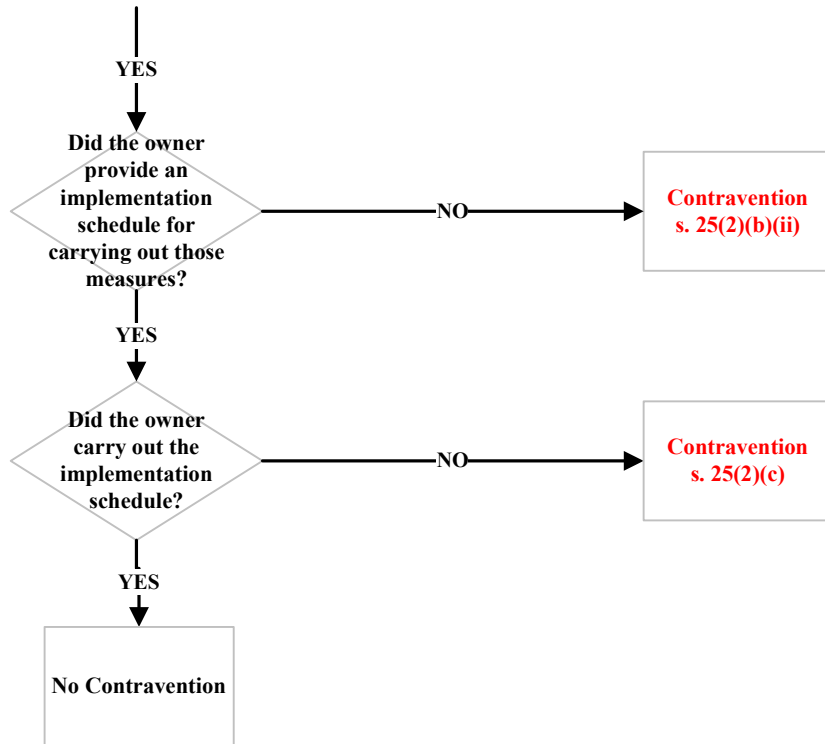 YES
Did the owner
provide an
implementation
schedule for
carrying out those
measures?
NO
Contravention
s. 25(2)(b)(ii)
YES
Did the owner
carry out the
implementation
schedule?
NO
Contravention
s. 25(2)(c)
YES
No Contravention